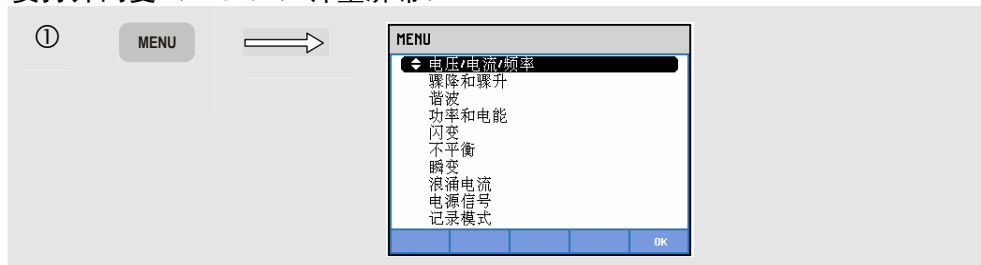 ①
MENU
MENU
电压/电流/频率
骤降和骤升
谐波
功率和电能
闪变
不平衡
瞬变
浪涌电流
电源信号
记录模式
OK